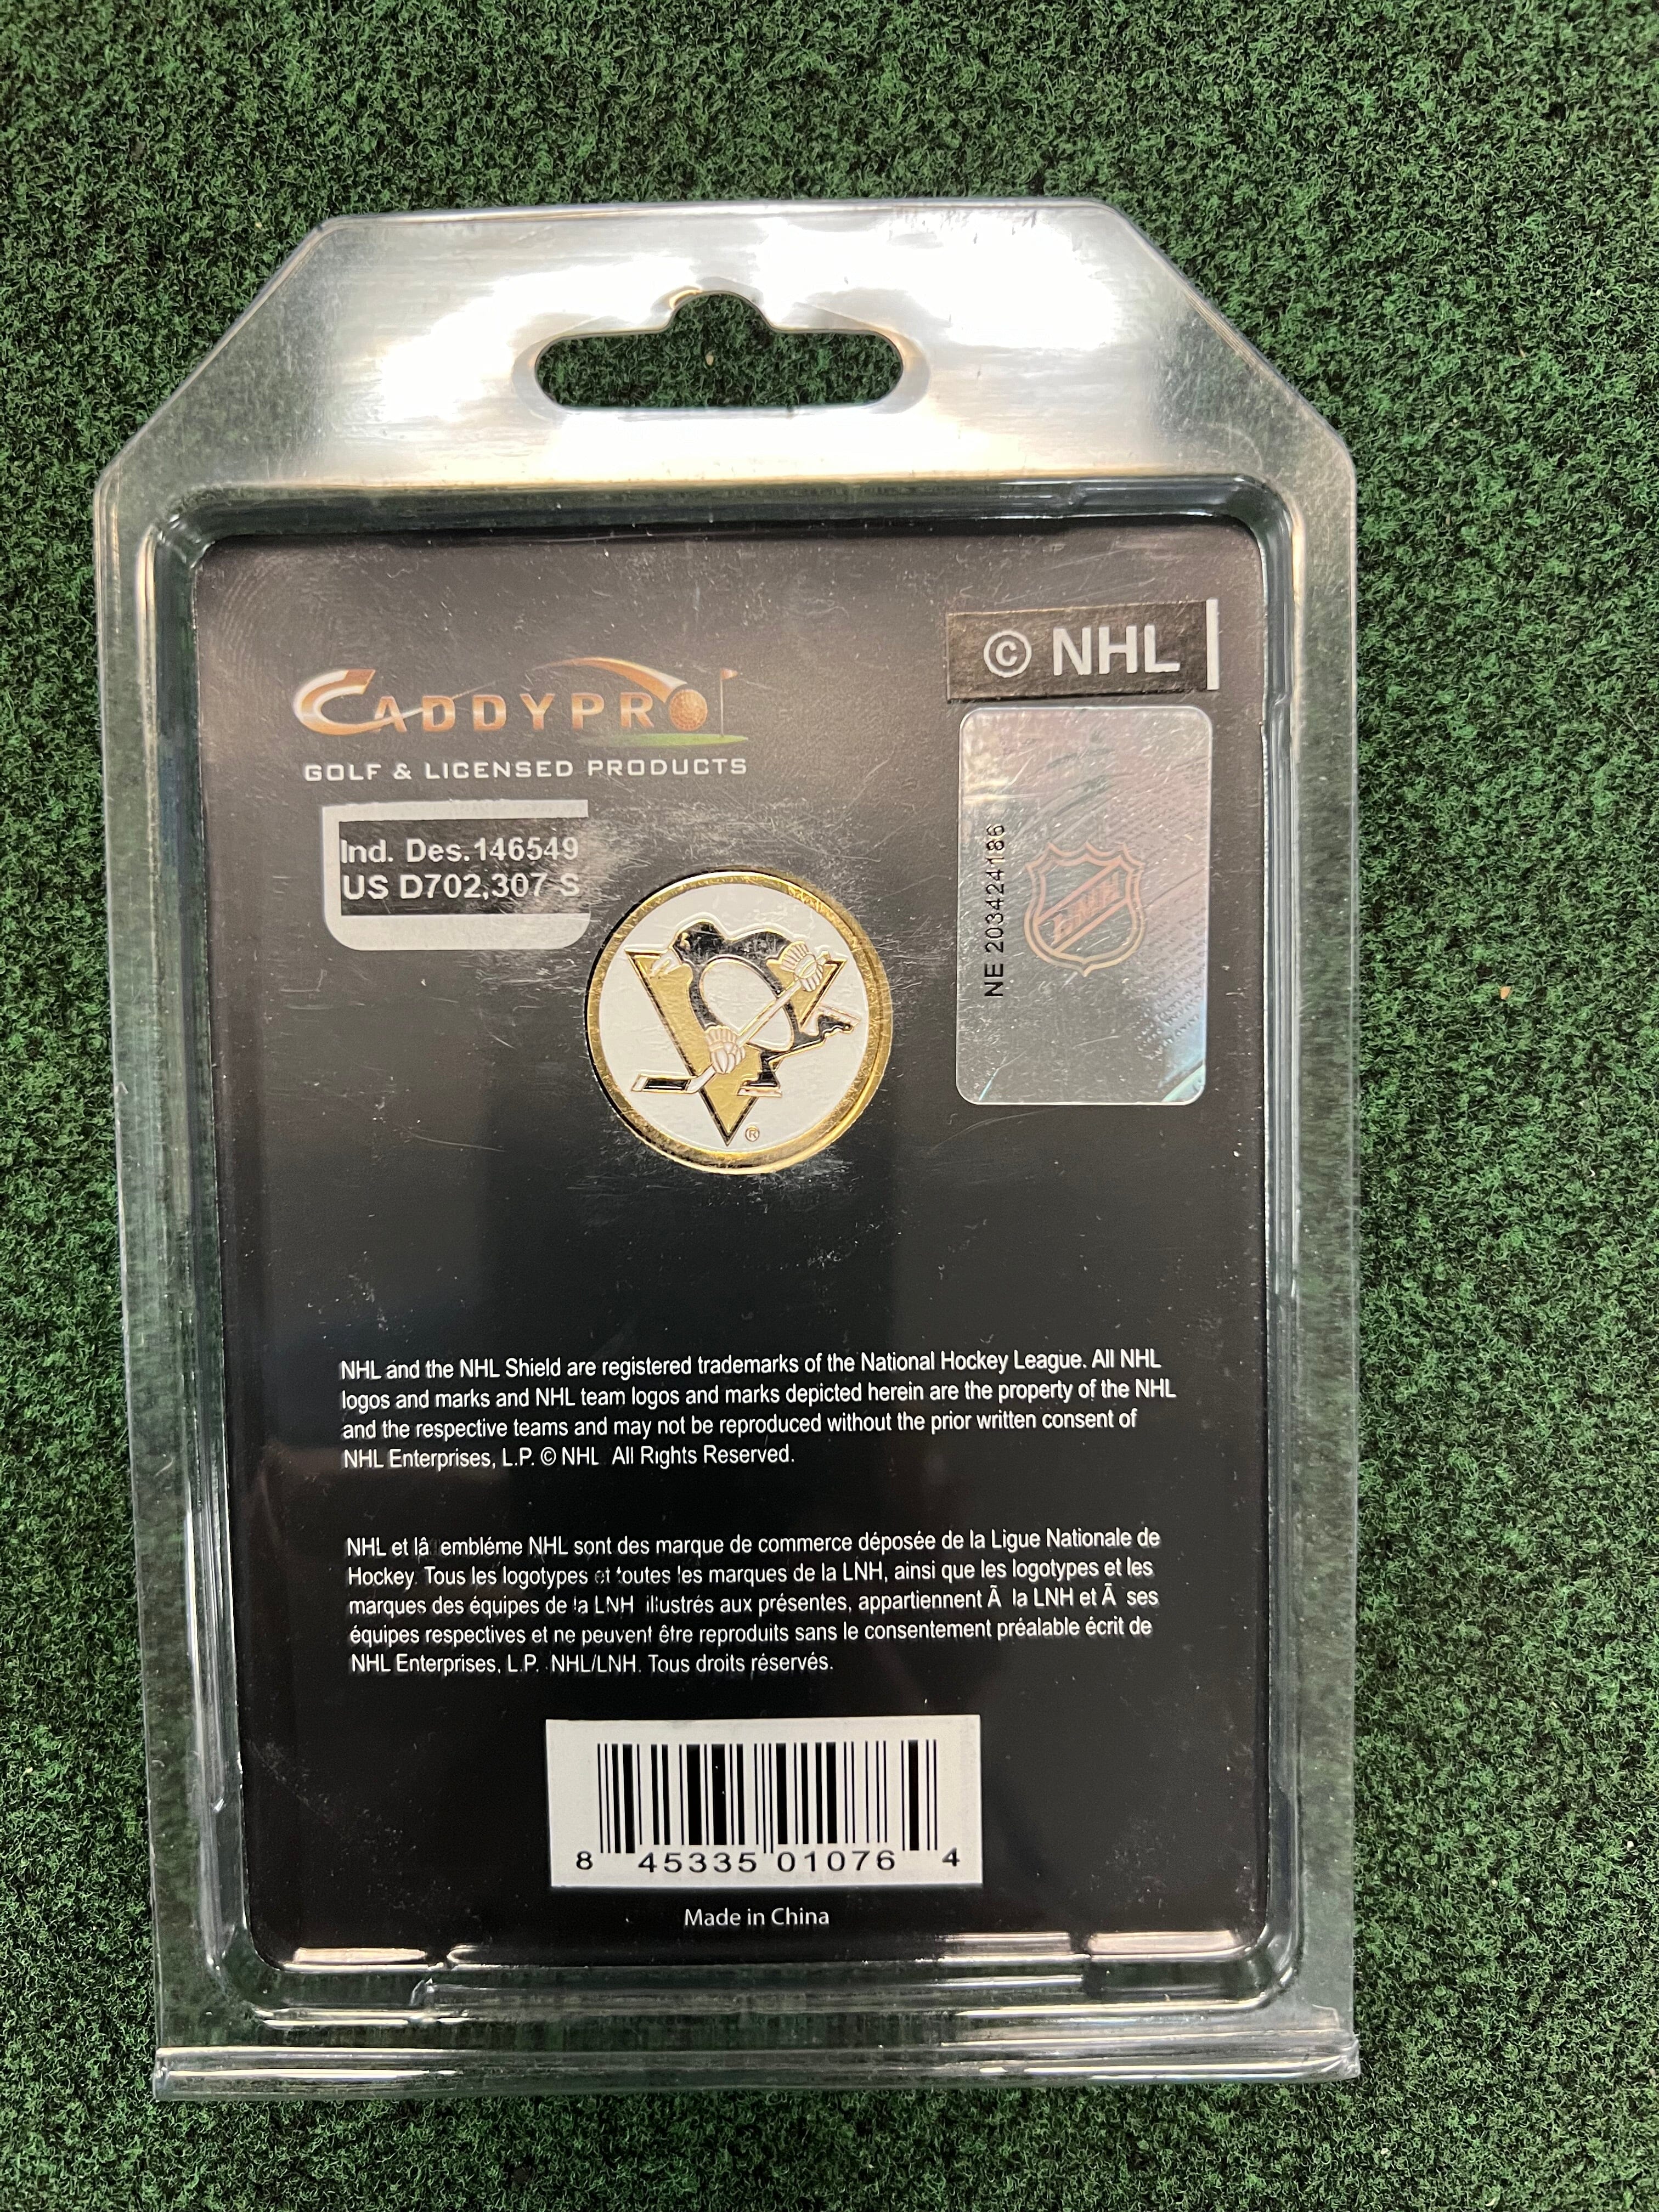 © NHL
CADDYPRO
GOLF & LICENSED PRODUCTS
Ind. Des.146549
US D702,307 S
NE 203424186
NHL
®
NHL and the NHL Shield are registered trademarks of the National Hockey League. All NHL
logos and marks and NHL team logos and marks depicted herein are the property of the NHL
and the respective teams and may not be reproduced without the prior written consent of
NHL Enterprises, L.P. © NHL All Rights Reserved.
NHL et lâ embléme NHL sont des marque de commerce déposée de la Ligue Nationale de
Hockey. Tous les logotypes et toutes les marques de la LNH, ainsi que les logotypes et les
marques des équipes de la LNH illustrés aux présentes, appartiennent Ã la LNH et Ã ses
équipes respectives et ne peuvent être reproduits sans le consentement préalable écrit de
NHL Enterprises, L.P. NHL/LNH. Tous droits réservés.
8 45335 01076 4
Made in China